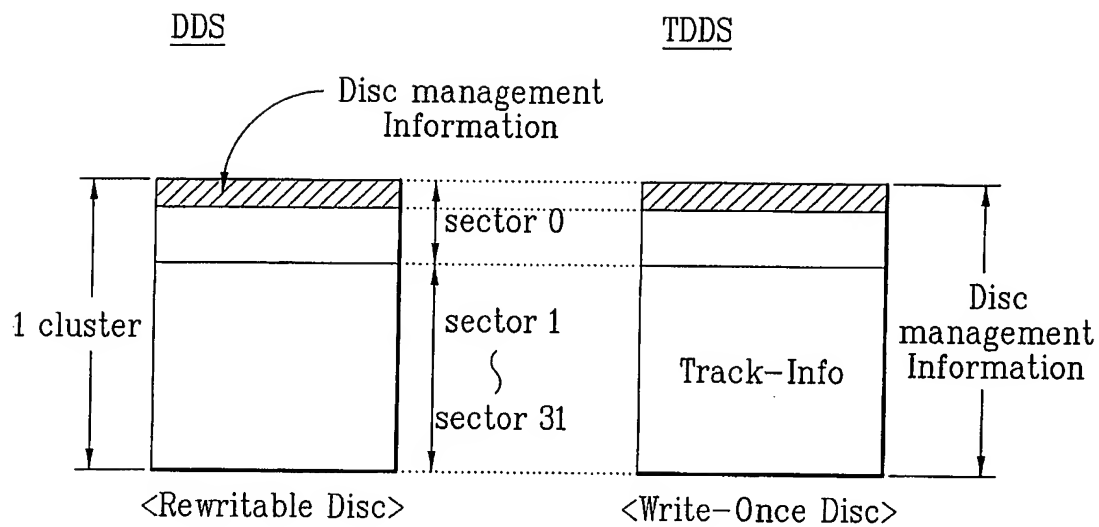 DDS
TDDS
Disc management
Information
sector 0
1 cluster
sector 1
sector 31
Track-Info
Disc
management
Information
<Rewritable Disc>
<Write-Once Disc>